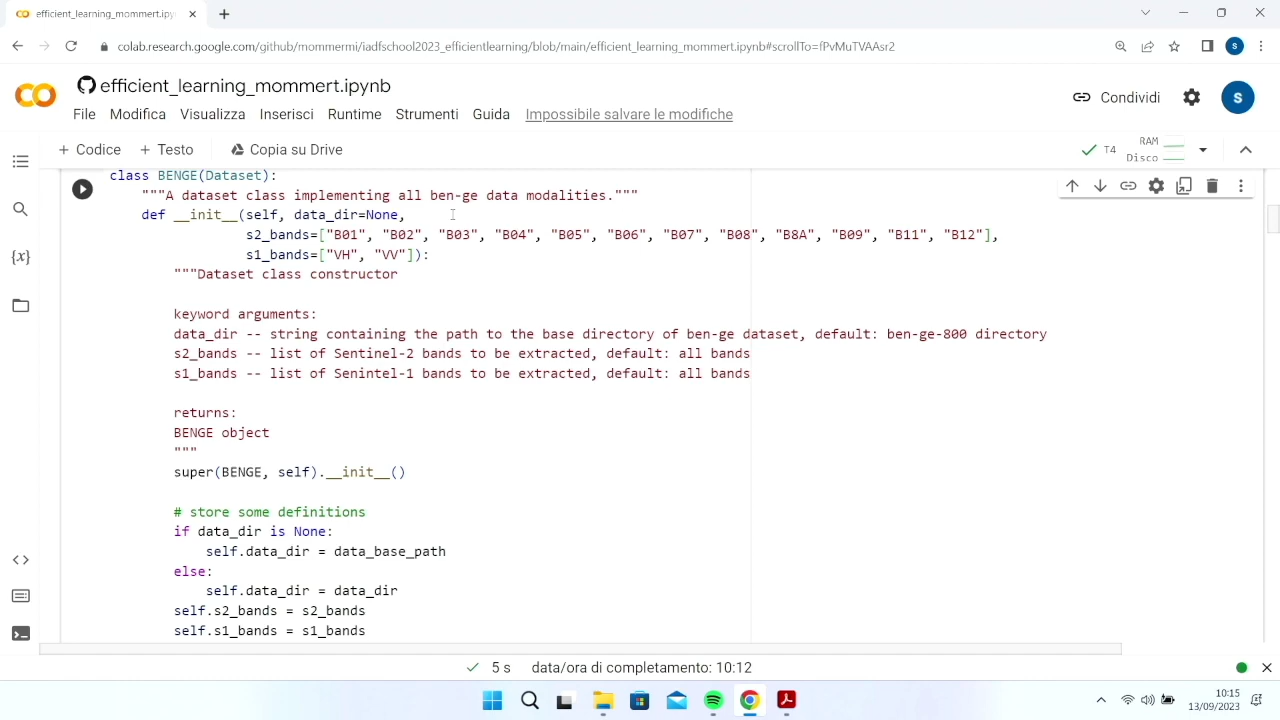 efficient_learning_mommert.ipy
colab.research.google.com/github/mommermi/iadfschool2023_efficientlearning/blob/main/efficient_learning_mommert.ipynb#scrollTo=fPvMuTVAAsr2
S
efficient_learning_mommert.ipynb
Condividi
S
File Modifica Visualizza Inserisci Runtime Strumenti Guida Impossibile salvare le modifiche
+ Codice + Testo Copia su Drive
T4
RAM
Disco
class BENGE(Dataset):
"""A dataset class implementing all ben-ge data modalities."""
def __init__(self, data_dir=None,
s2_bands=["B01", "B02", "B03", "B04", "B05", "B06", "B07", "B08", "B8A", "B09", "B11", "B12"],
s1_bands=["VH", "VV"]):
"""Dataset class constructor
keyword arguments:
data_dir -- string containing the path to the base directory of ben-ge dataset, default: ben-ge-800 directory
s2_bands -- list of Sentinel-2 bands to be extracted, default: all bands
s1_bands -- list of Senintel-1 bands to be extracted, default: all bands
returns:
BENGE object
"""
super(BENGE, self).__init__()
# store some definitions
if data_dir is None:
self.data_dir = data_base_path
else:
self.data_dir = data_dir
self.s2_bands = s2_bands
self.s1_bands = s1_bands
5 s data/ora di completamento: 10:12
10:15
13/09/2023